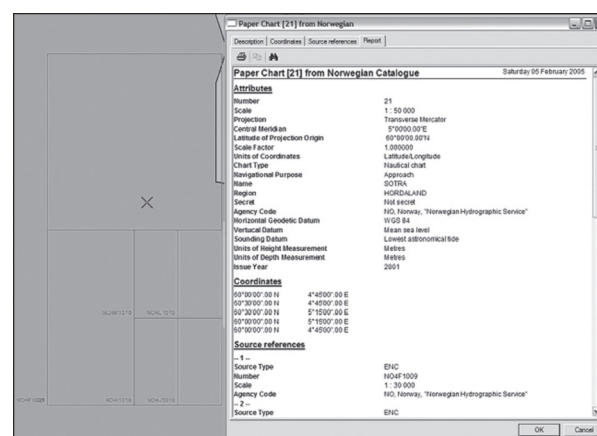 Paper Chart [21] from Norwegian
Description Coordinates Source references Report
Paper Chart [21] from Norwegian Catalogue Saturday 05 February 2005
Attributes
Number 21
Scale 1 : 50 000
Projection Transverse Mercator
Central Meridian 5°00'00.00"E
Latitude of Projection Origin 60°00'00.00'N
Scale Factor 1,000000
Units of Coordinates Latitude/Longitude
Chart Type Nautical chart
Navigational Purpose Approach
Name SOTRA
Region HORDALAND
Secret Not secret
Agency Code NO, Norway, "Norwegian Hydrographic Service"
Horizontal Geodetic Datum WGS 84
Vertucal Datum Mean sea level
Sounding Datum Lowest astronomical tide
Units of Height Measurement Metres
Units of Depth Measurement Metres
Issue Year 2001
Coordinates
60°00'00".00 N 4°45'00".00 E
60°30'00".00 N 4°45'00".00 E
60°30'00".00 N 5°15'00".00 E
60°00'00".00 N 5°15'00".00 E
60°00'00".00 N 4°45'00".00 E
Source references
-- 1 --
Source Type ENC
Number NO4F1009
Scale 1 : 30 000
Agency Code NO, Norway, "Norwegian Hydrographic Service"
-- 2 --
Source Type ENC
OK Cancel